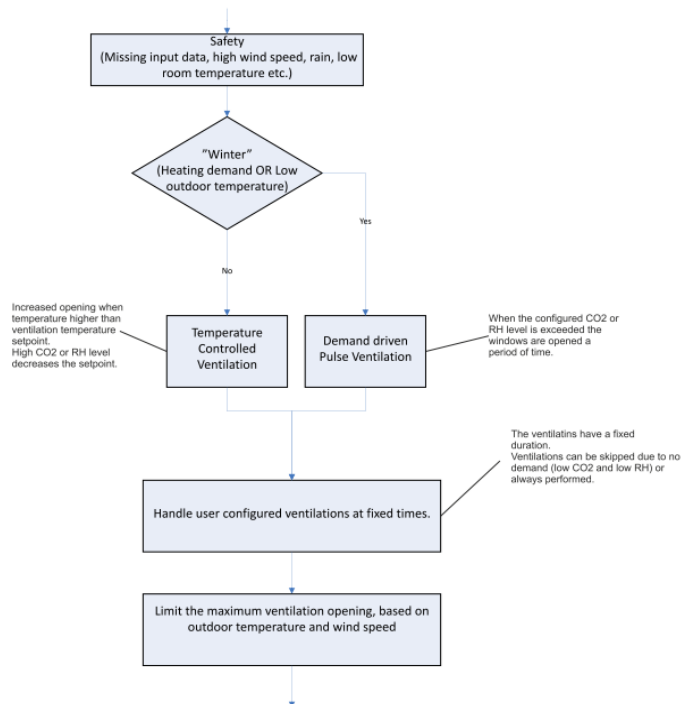 Safety
(Missing input data, high wind speed, rain, low
room temperature etc.)
“Winter”
(Heating demand OR Low
outdoor temperature)
Yes
No
Increased opening when
temperature higher than
ventilation temperature
setpoint.
High CO2 or RH level
decreases the setpoint.
Temperature
Controlled
Ventilation
Demand driven
Pulse Ventilation
When the configured CO2 or
RH level is exceeded the
windows are opened a
period of time.
The ventilatins have a fixed
duration.
Ventilations can be skipped due to no
demand (low CO2 and low RH) or
always performed.
Handle user configured ventilations at fixed times.
Limit the maximum ventilation opening, based on
outdoor temperature and wind speed